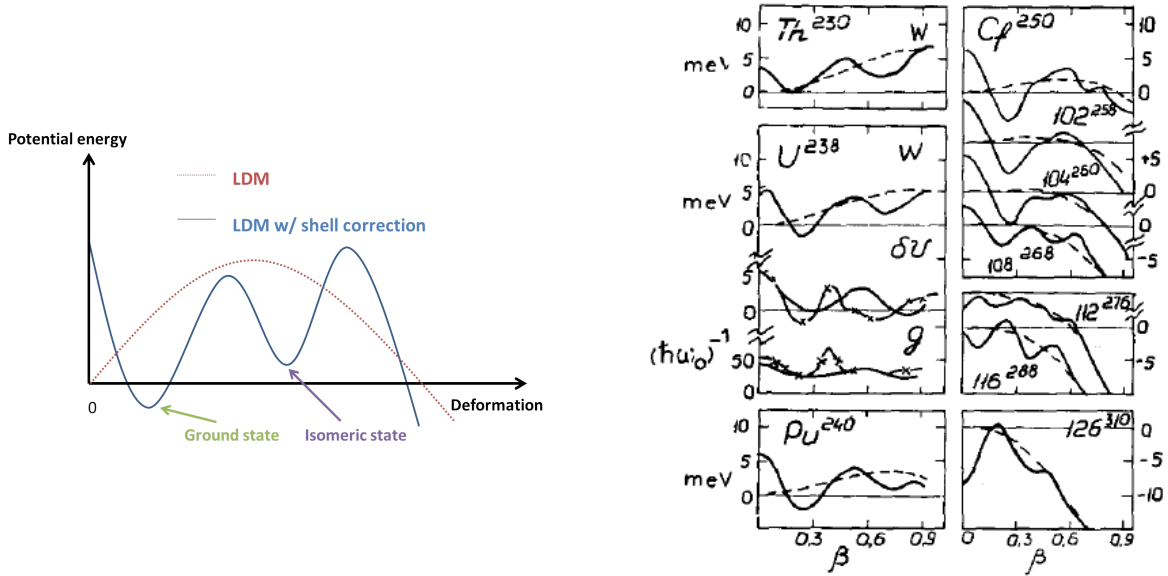 Potential energy
LDM
LDM w/ shell correction
0
Deformation
Ground state
Isomeric state
Th²³⁰ W
10
meV 5
0
U²³⁸ W
10
meV 5
0
δU
5
0
(ħω₀)⁻¹ g
50
0
Pu²⁴⁰
10
meV 5
0
0,3 0,6 0,9
β
Cf²⁵⁰
10
5
0
102²⁵⁸
+5
104²⁶⁰ 0
0
108²⁶⁸ -5
112²⁷⁶
0
116²⁸⁸ -5
126³¹⁰ 0
-5
-10
0 0,3 0,6 0,9
β